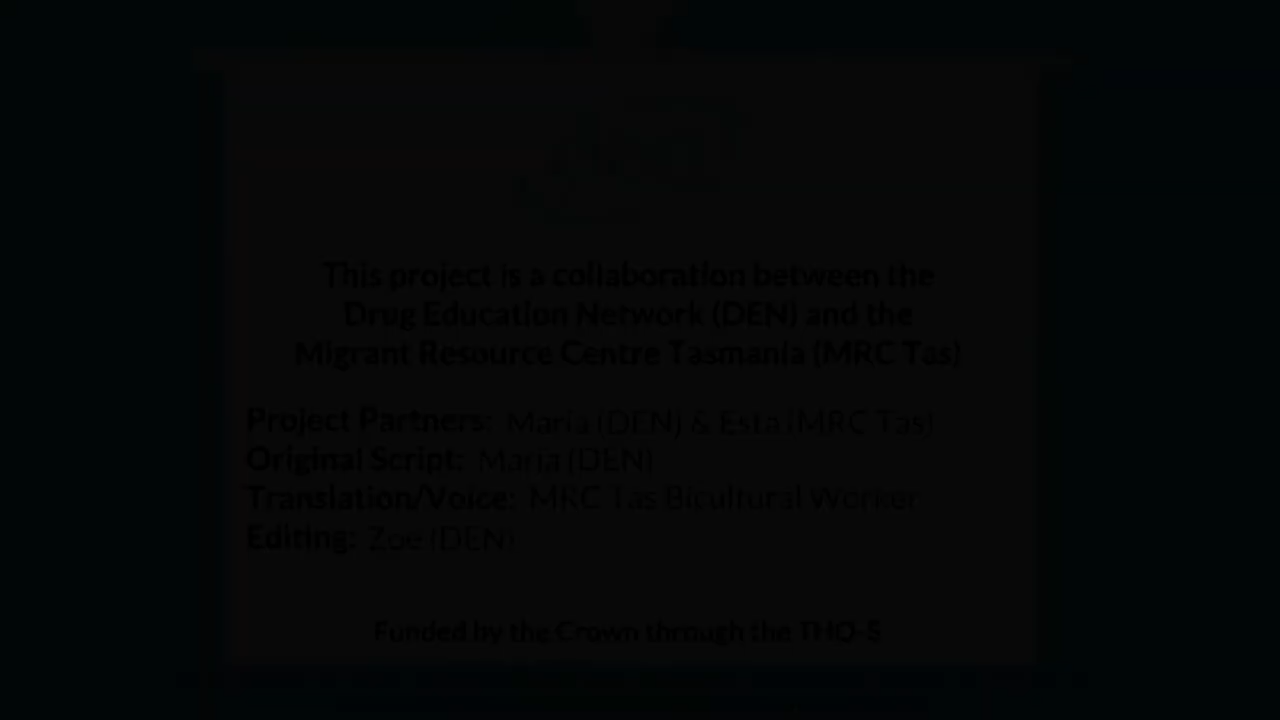 This project is a collaboration between the
Drug Education Network (DEN) and the
Migrant Resource Centre Tasmania (MRC Tas)
Project Partners: Maria (DEN) & Esta (MRC Tas)
Original Script: Maria (DEN)
Translation/Voice: MRC Tas Bicultural Worker
Editing: Zoe (DEN)
Funded by the Crown through the THO-S